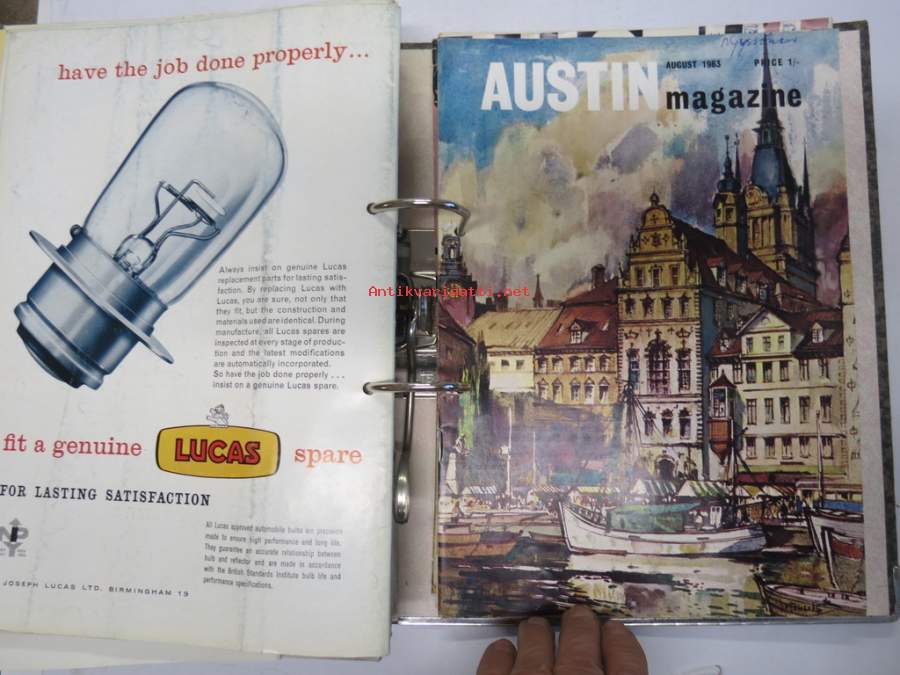 have the job done properly...
Always insist on genuine Lucas
replacement parts for lasting satis-
faction. By replacing Lucas with
Lucas, you are sure, not only that
they fit, but the construction and
materials used are identical. During
manufacture, all Lucas spares are
inspected at every stage of produc-
tion and the latest modifications
are automatically incorporated.
So have the job done properly ...
insist on a genuine Lucas spare.
fit a genuine LUCAS spare
FOR LASTING SATISFACTION
All Lucas approved automobile bulbs are precision
made to ensure high performance and long life.
They guarantee an accurate relationship between
bulb and reflector and are made in accordance
with the British Standards Institute bulb life and
performance specifications.
JOSEPH LUCAS LTD. BIRMINGHAM 19
AUGUST 1963 PRICE 1/-
AUSTIN magazine
Antikvariaatti.net